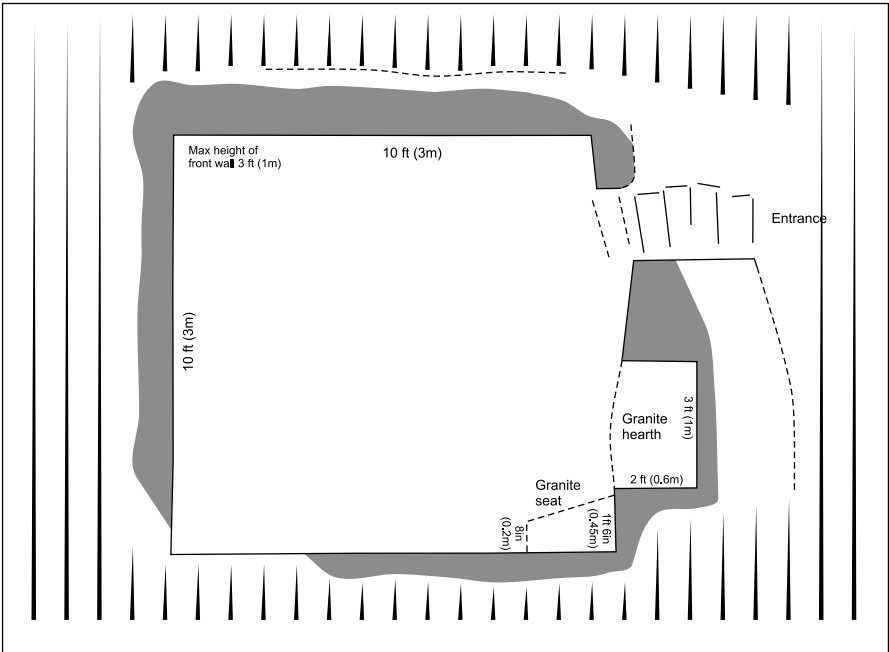 Max height of
front wall 3 ft (1m)
10 ft (3m)
Entrance
10 ft (3m)
Granite
hearth
3 ft (1m)
2 ft (0.6m)
Granite
seat
8in
(0.2m)
1ft 6in
(0.45m)